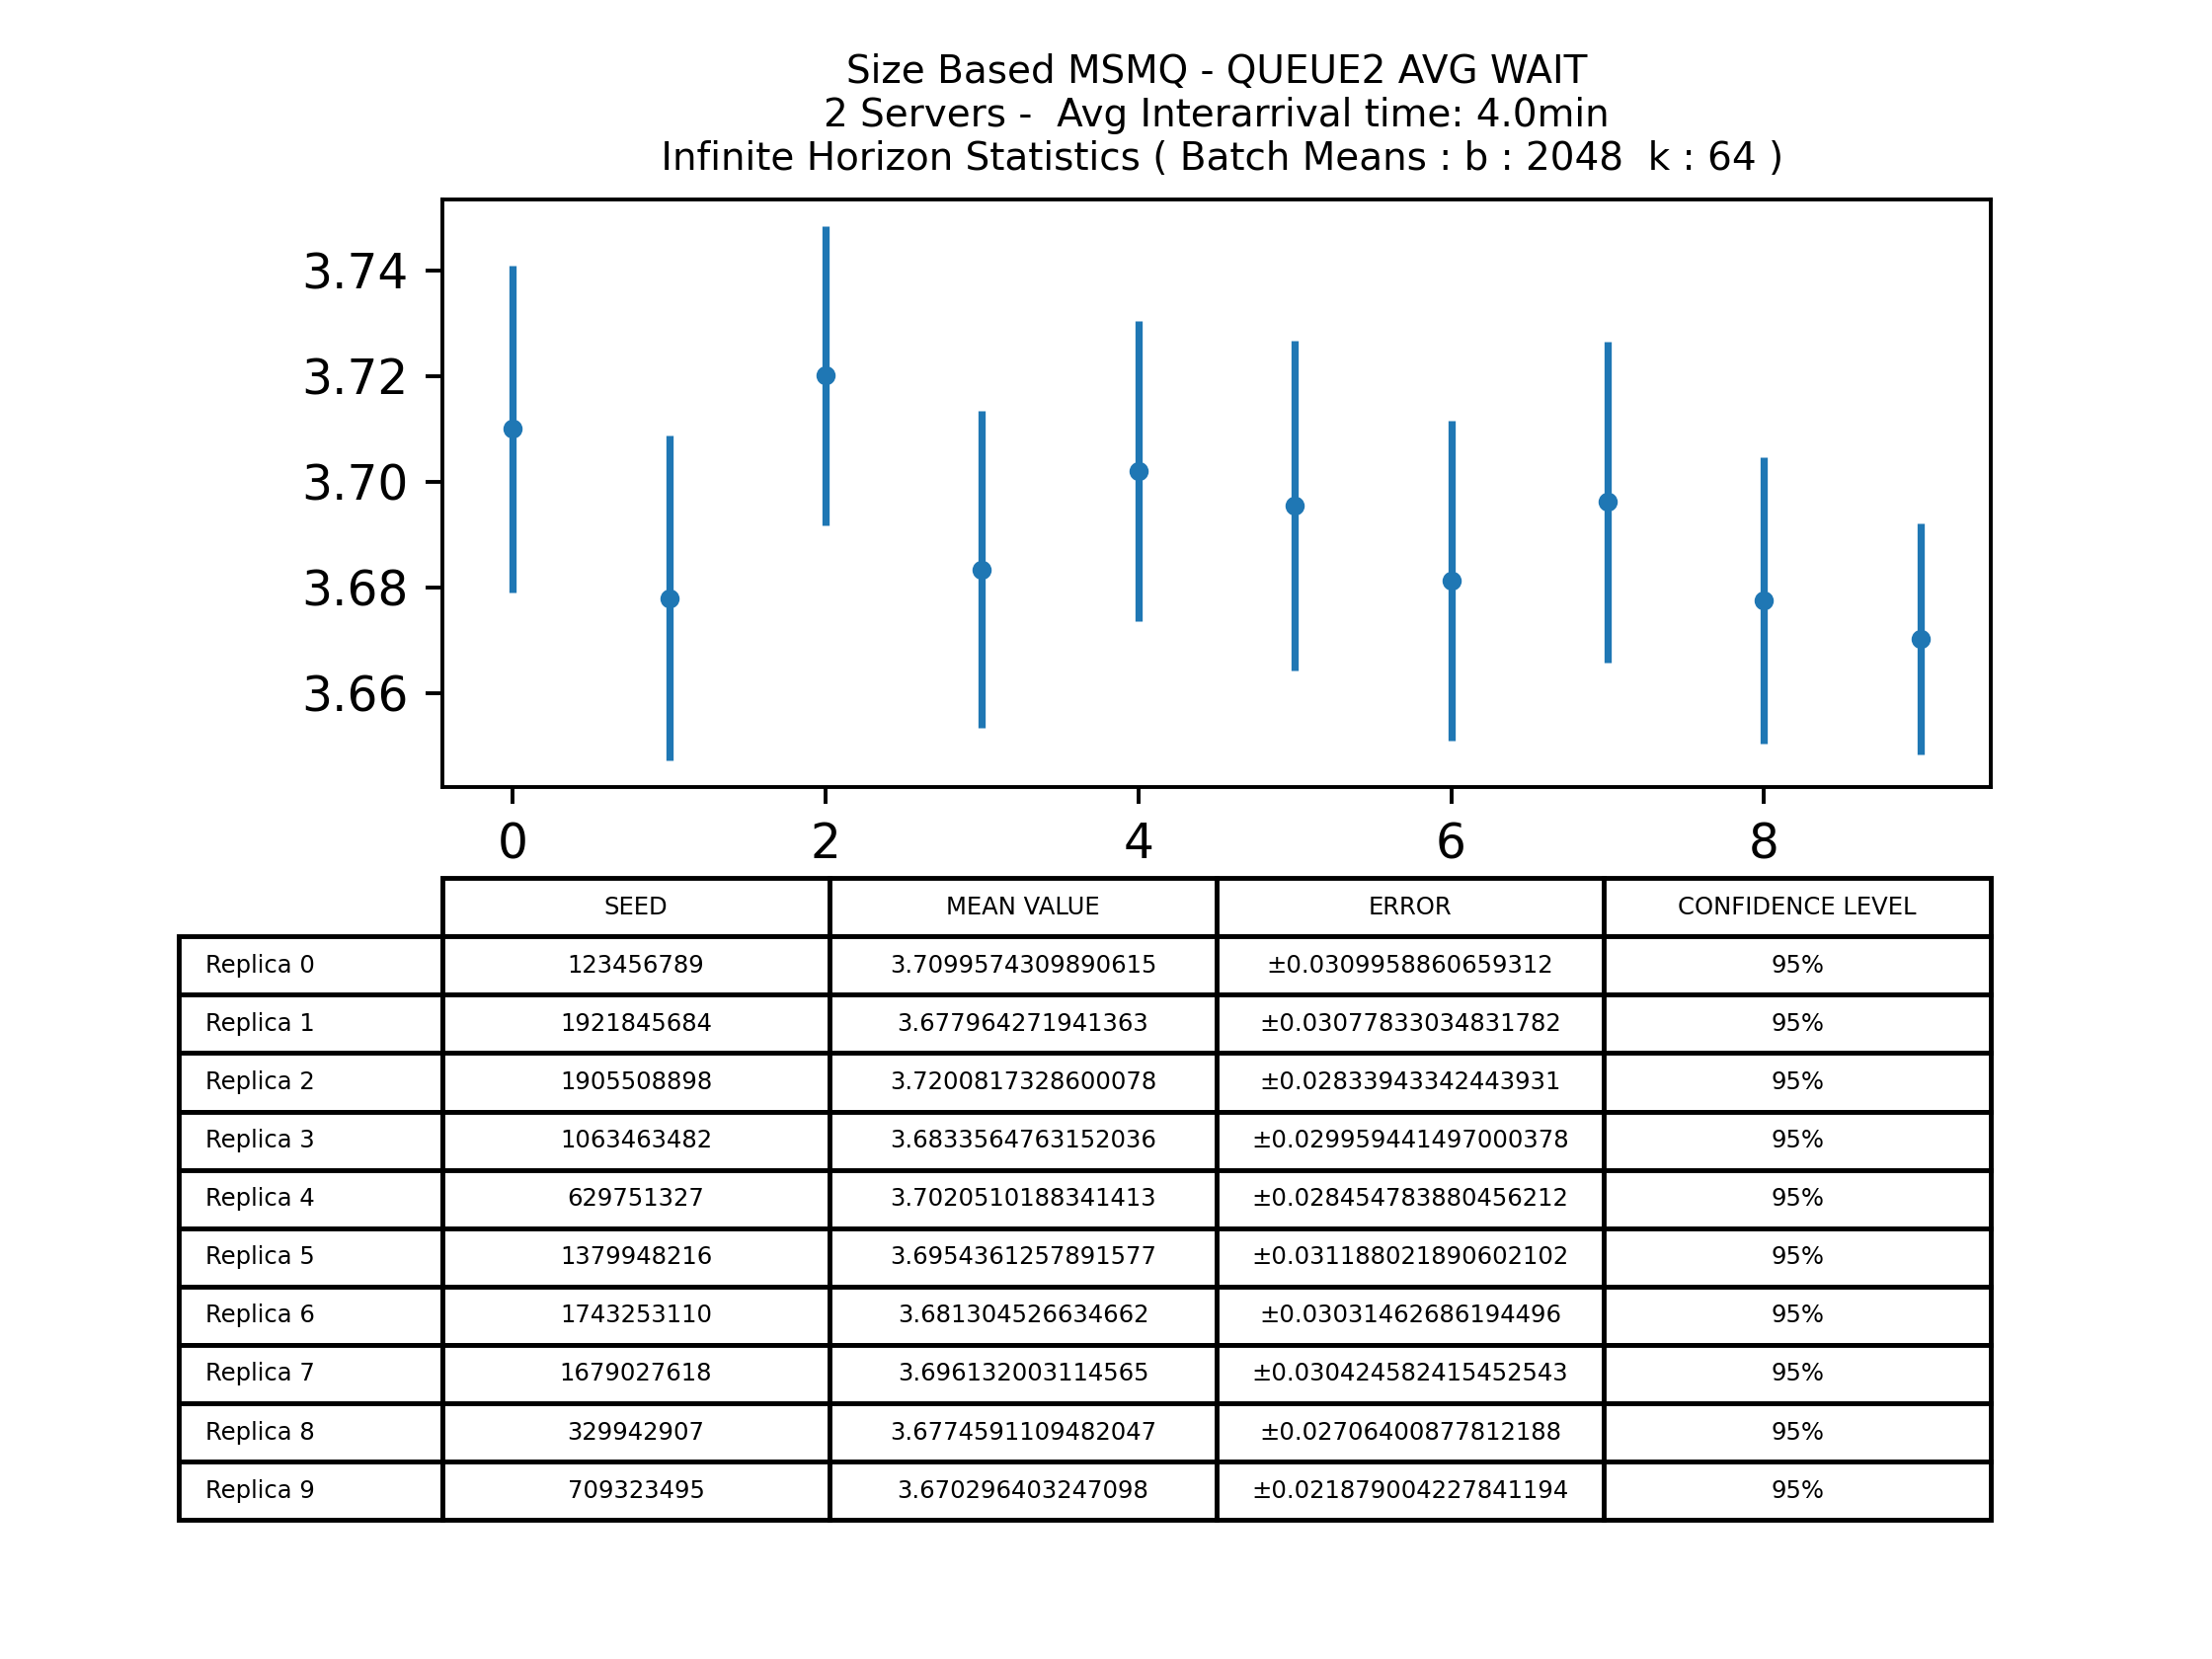 Size Based MSMQ - QUEUE2 AVG WAIT
2 Servers -  Avg Interarrival time: 4.0min
Infinite Horizon Statistics ( Batch Means : b : 2048  k : 64 )
3.74
3.72
3.70
3.68
3.66
0 2 4 6 8
SEED MEAN VALUE ERROR CONFIDENCE LEVEL
Replica 0 123456789 3.7099574309890615 ±0.0309958860659312 95%
Replica 1 1921845684 3.677964271941363 ±0.03077833034831782 95%
Replica 2 1905508898 3.7200817328600078 ±0.02833943342443931 95%
Replica 3 1063463482 3.6833564763152036 ±0.029959441497000378 95%
Replica 4 629751327 3.7020510188341413 ±0.028454783880456212 95%
Replica 5 1379948216 3.6954361257891577 ±0.031188021890602102 95%
Replica 6 1743253110 3.681304526634662 ±0.03031462686194496 95%
Replica 7 1679027618 3.696132003114565 ±0.030424582415452543 95%
Replica 8 329942907 3.6774591109482047 ±0.02706400877812188 95%
Replica 9 709323495 3.670296403247098 ±0.021879004227841194 95%